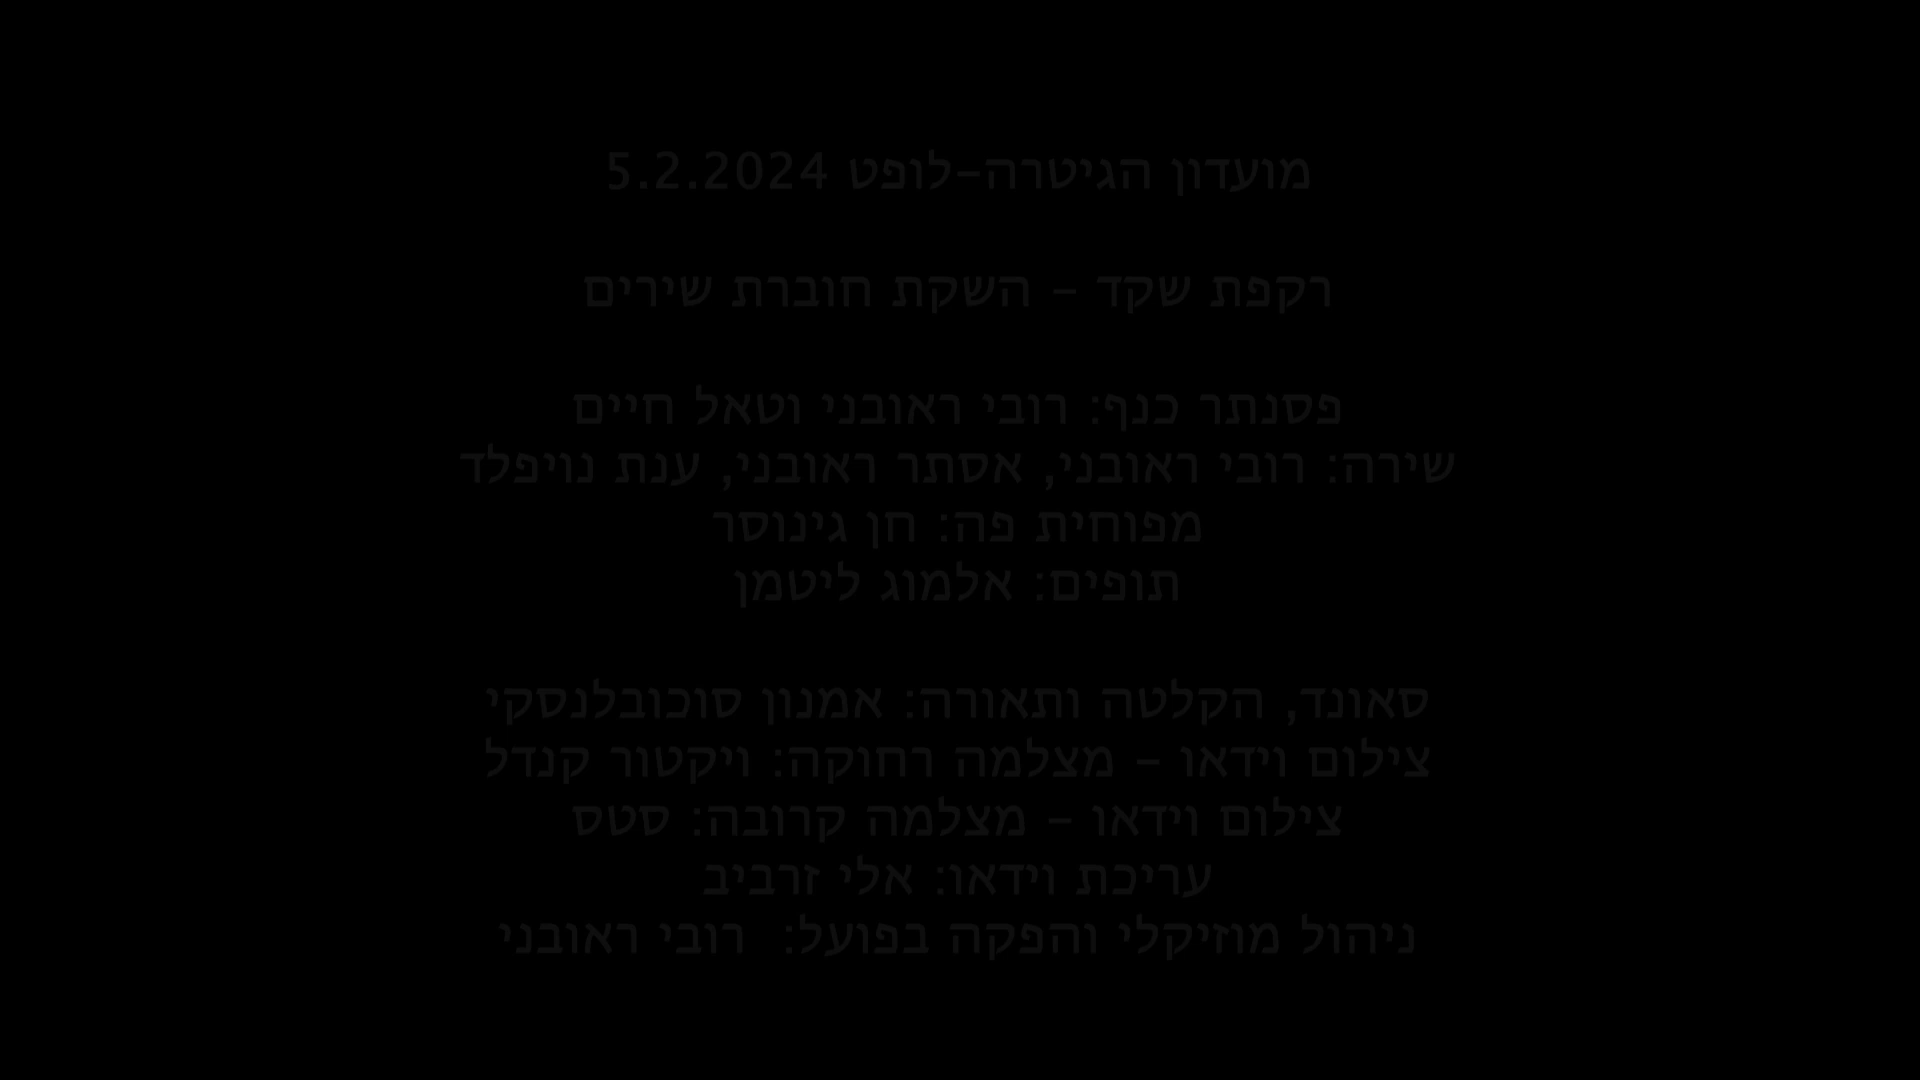 מועדון הגיטרה-לופט 5.2.2024
רקפת שקד - השקת חוברת שירים
פסנתר כנף: רובי ראובני וטאל חיים
שירה: רובי ראובני, אסתר ראובני, ענת נויפלד
מפוחית פה: חן גינוסר
תופים: אלמוג ליטמן
סאונד, הקלטה ותאורה: אמנון סוכובלנסקי
צילום וידאו - מצלמה רחוקה: ויקטור קנדל
צילום וידאו - מצלמה קרובה: סטס
עריכת וידאו: אלי זרביב
ניהול מוזיקלי והפקה בפועל:  רובי ראובני